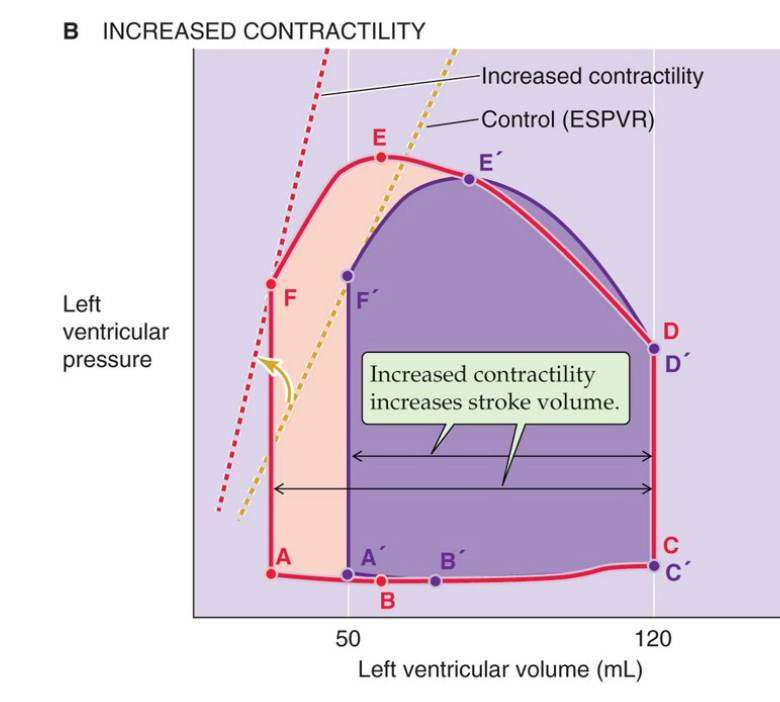 B INCREASED CONTRACTILITY
Increased contractility
Control (ESPVR)
E
E´
F
F´
Left
ventricular
pressure
D
D´
Increased contractility
increases stroke volume.
A
A´
B´
C
C´
B
50
120
Left ventricular volume (mL)